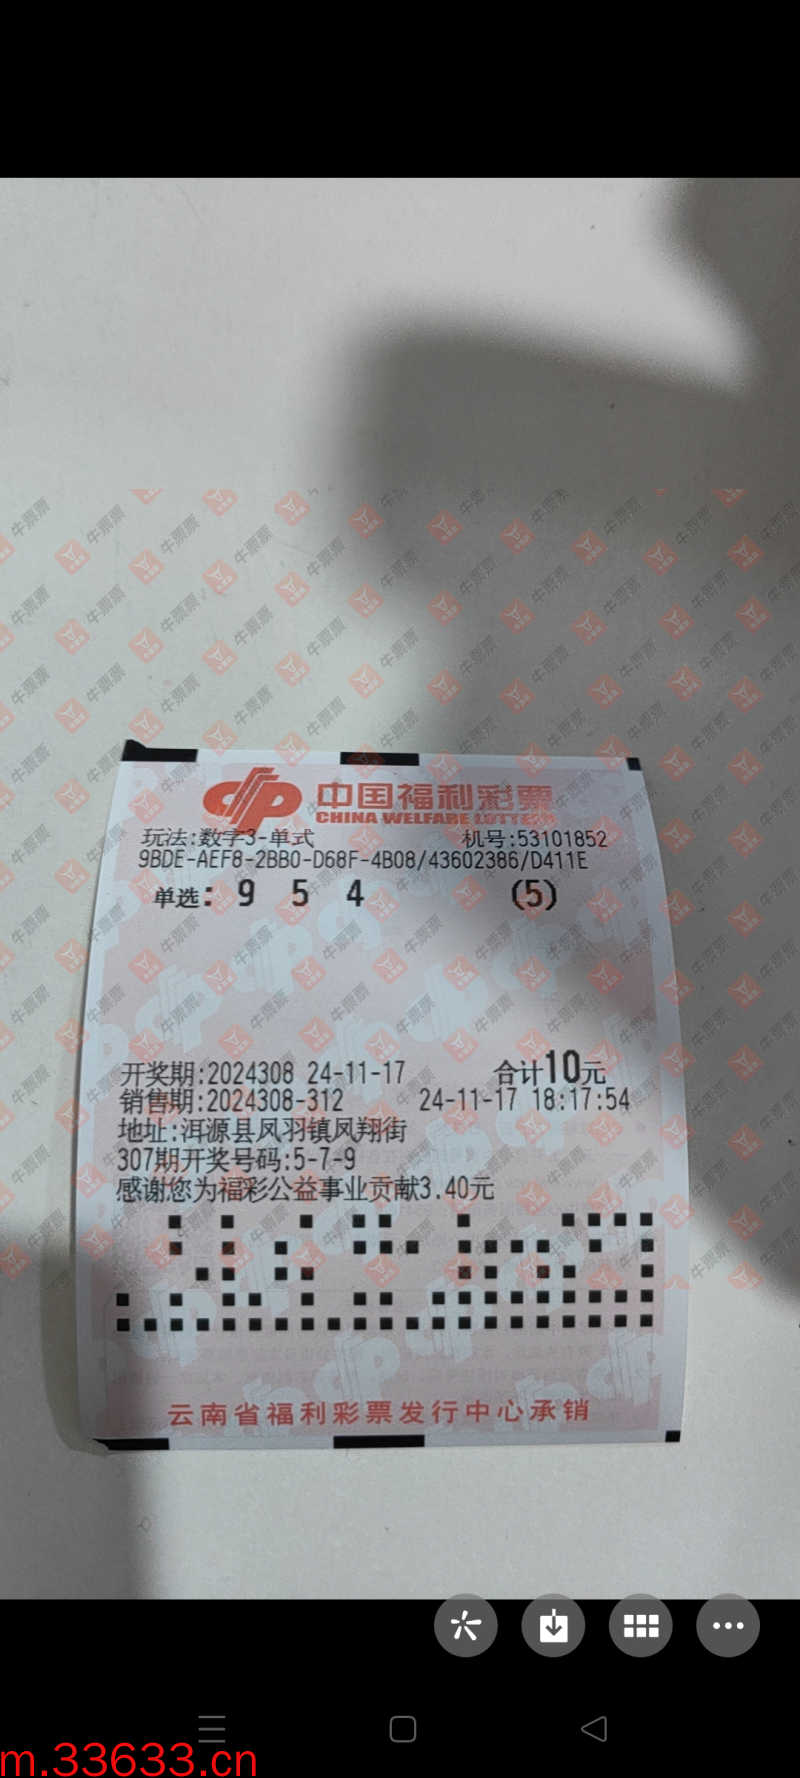 中国福利彩票
CHINA WELFARE LOTTERY
玩法:数字3-单式 机号:53101852
9BDE-AEF8-2BB0-D68F-4B08/43602386/D411E
单选: 9 5 4 (5)
开奖期:2024308 24-11-17 合计10元
销售期:2024308-312 24-11-17 18:17:54
地址:洱源县凤羽镇凤翔街
307期开奖号码:5-7-9
感谢您为福彩公益事业贡献3.40元
云南省福利彩票发行中心承销
牛票票
m.33633.cn